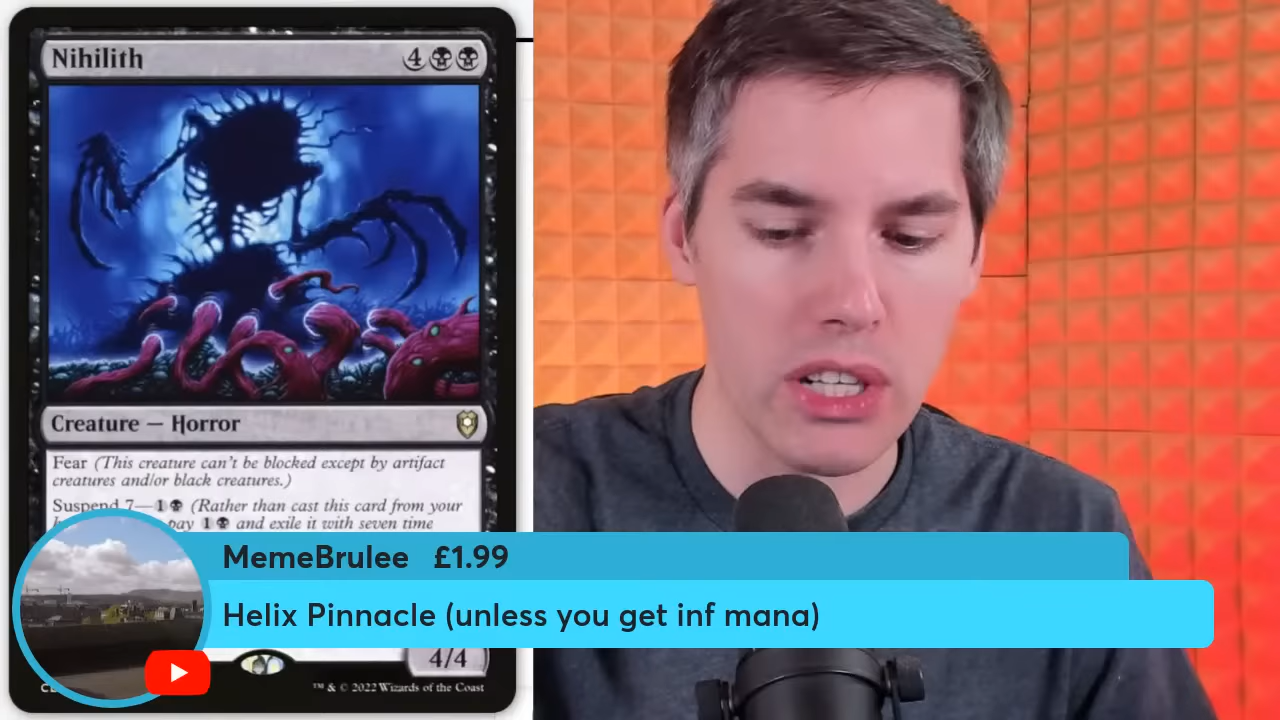 Nihilith 4
Creature — Horror
Fear (This creature can't be blocked except by artifact
creatures and/or black creatures.)
Suspend 7—1 (Rather than cast this card from your
pay 1 and exile it with seven time
MemeBrulee £1.99
Helix Pinnacle (unless you get inf mana)
4/4
™ & © 2022 Wizards of the Coast